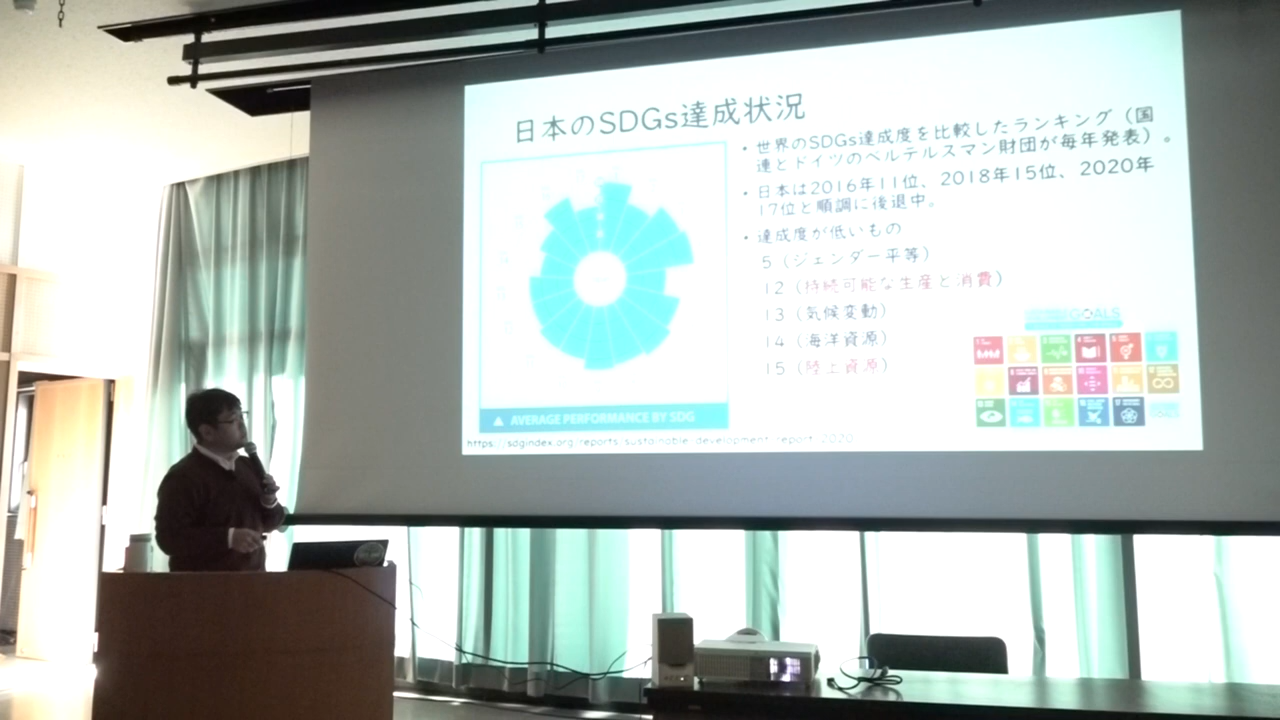 日本のSDGs達成状況
・世界のSDGs達成度を比較したランキング（国
連とドイツのベルテルスマン財団が毎年発表）。
・日本は2016年11位、2018年15位、2020年
17位と順調に後退中。
・達成度が低いもの
5（ジェンダー平等）
12（持続可能な生産と消費）
13（気候変動）
14（海洋資源）
15（陸上資源）
▲ AVERAGE PERFORMANCE BY SDG
https://sdgindex.org/reports/sustainable-development-report-2020
GOALS